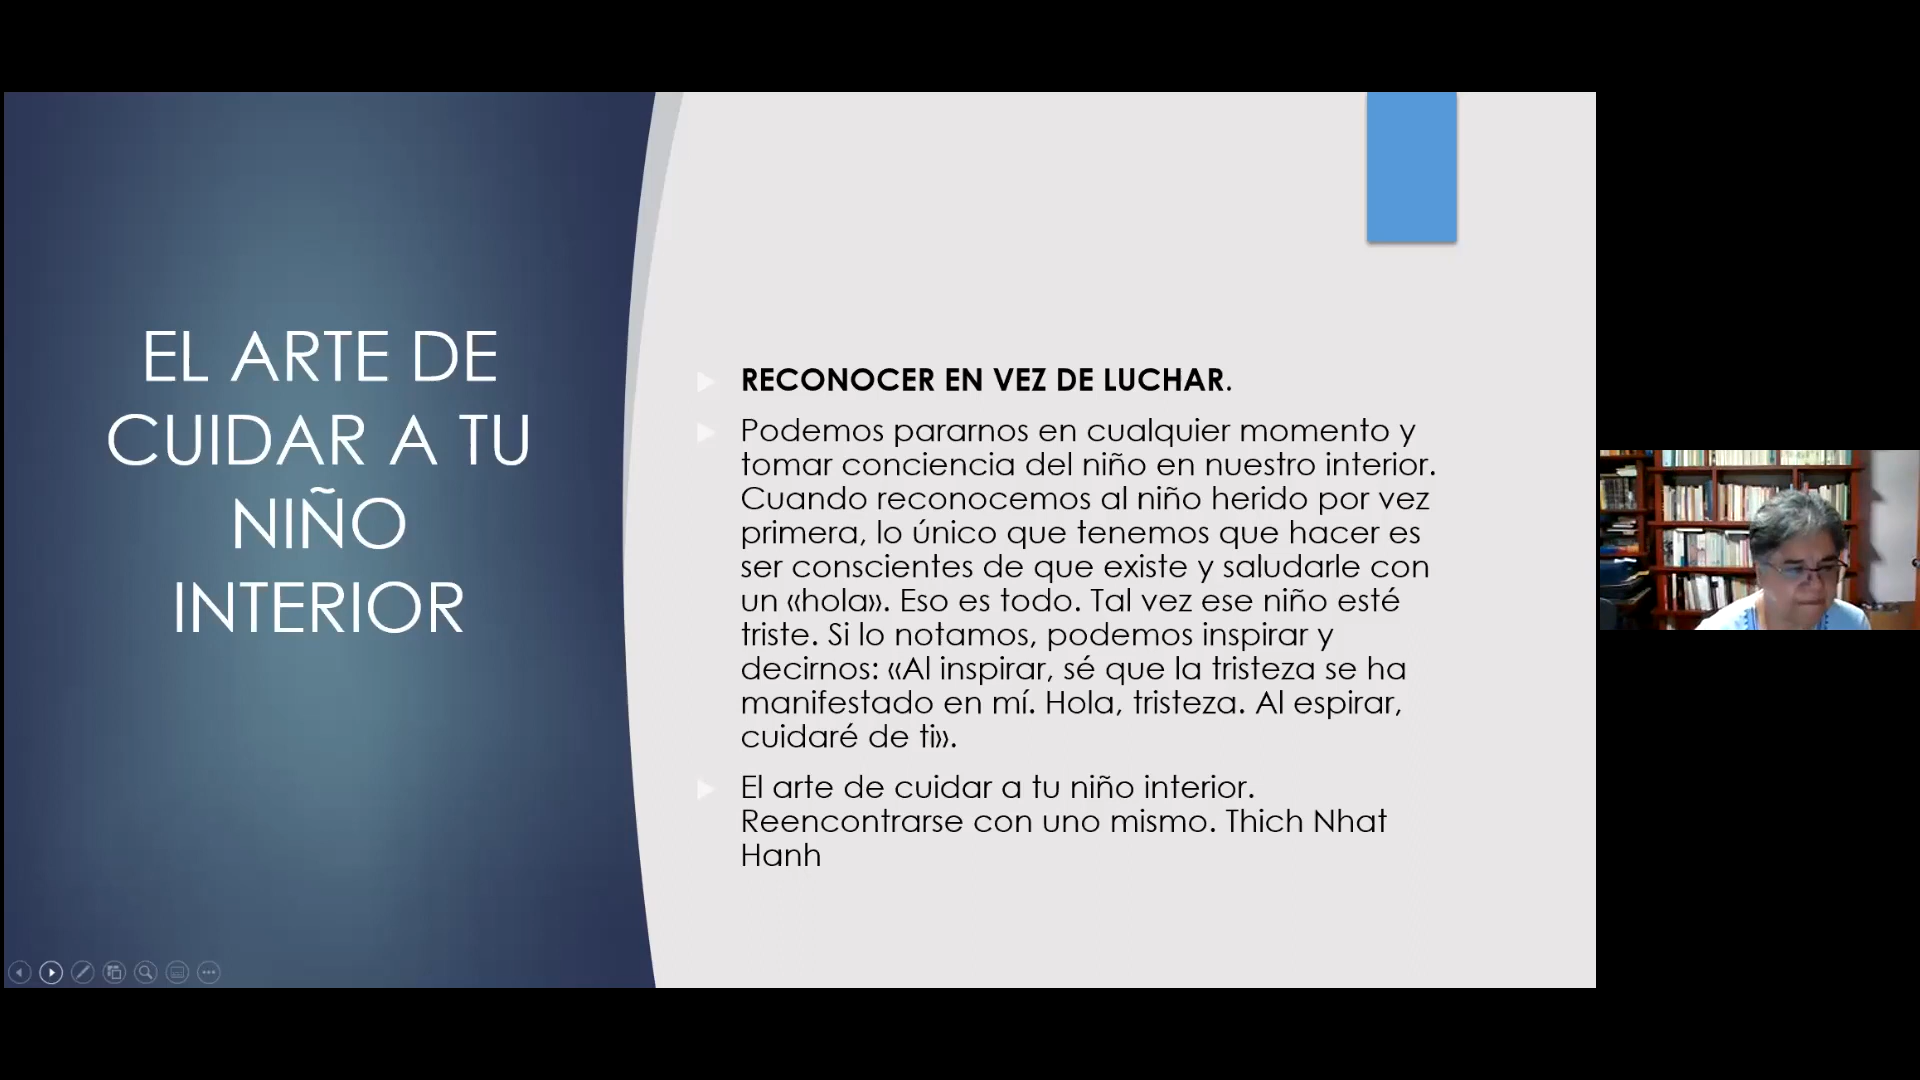 EL ARTE DE
CUIDAR A TU
NIÑO
INTERIOR
RECONOCER EN VEZ DE LUCHAR.
Podemos pararnos en cualquier momento y
tomar conciencia del niño en nuestro interior.
Cuando reconocemos al niño herido por vez
primera, lo único que tenemos que hacer es
ser conscientes de que existe y saludarle con
un «hola». Eso es todo. Tal vez ese niño esté
triste. Si lo notamos, podemos inspirar y
decirnos: «Al inspirar, sé que la tristeza se ha
manifestado en mí. Hola, tristeza. Al espirar,
cuidaré de ti».
El arte de cuidar a tu niño interior.
Reencontrarse con uno mismo. Thich Nhat
Hanh